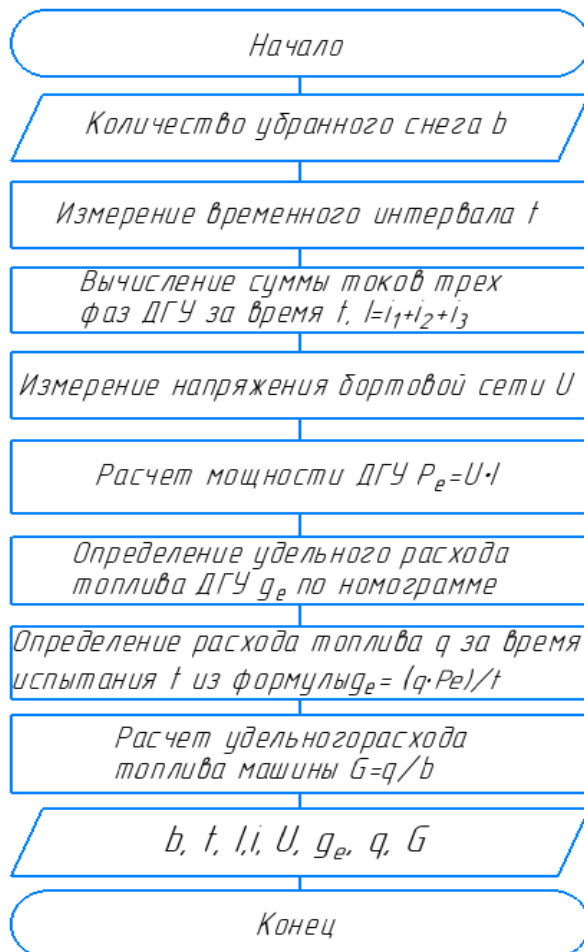 Начало
Количество убранного снега b
Измерение временного интервала t
Вычисление суммы токов трех
фаз ДГУ за время t, I=i₁+i₂+i₃
Измерение напряжения бортовой сети U
Расчет мощности ДГУ Pₑ=U·I
Определение удельного расхода
топлива ДГУ gₑ по номограмме
Определение расхода топлива q за время
испытания t из формулыgₑ= (q·Pe)/t
Расчет удельногорасхода
топлива машины G=q/b
b, t, I,i, U, gₑ, q, G
Конец